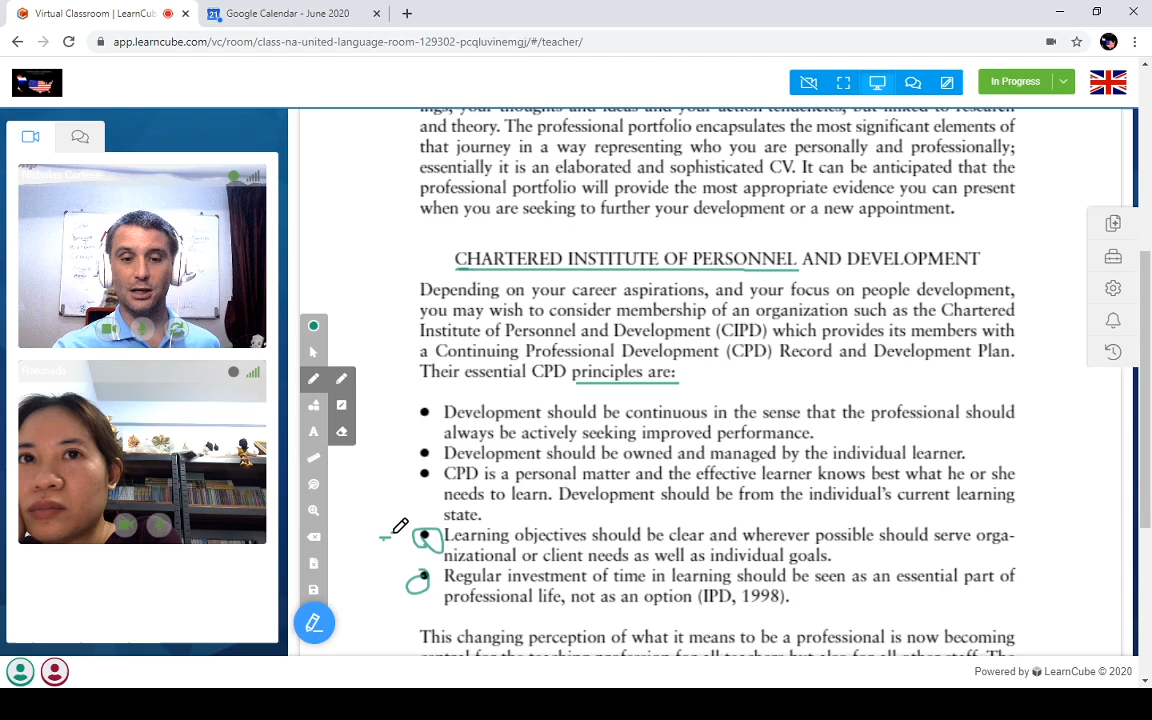 Virtual Classroom | LearnCub
Google Calendar - June 2020
app.learncube.com/vc/room/class-na-united-language-room-129302-pcqluvinemgj/#/teacher/
In Progress
Nicholas Cortese
and theory. The professional portfolio encapsulates the most significant elements of
that journey in a way representing who you are personally and professionally;
essentially it is an elaborated and sophisticated CV. It can be anticipated that the
professional portfolio will provide the most appropriate evidence you can present
when you are seeking to further your development or a new appointment.
CHARTERED INSTITUTE OF PERSONNEL AND DEVELOPMENT
Depending on your career aspirations, and your focus on people development,
you may wish to consider membership of an organization such as the Chartered
Institute of Personnel and Development (CIPD) which provides its members with
a Continuing Professional Development (CPD) Record and Development Plan.
Their essential CPD principles are:
• Development should be continuous in the sense that the professional should
always be actively seeking improved performance.
• Development should be owned and managed by the individual learner.
• CPD is a personal matter and the effective learner knows best what he or she
needs to learn. Development should be from the individual's current learning
state.
• Learning objectives should be clear and wherever possible should serve orga-
nizational or client needs as well as individual goals.
• Regular investment of time in learning should be seen as an essential part of
professional life, not as an option (IPD, 1998).
This changing perception of what it means to be a professional is now becoming
A
Powered by LearnCube © 2020